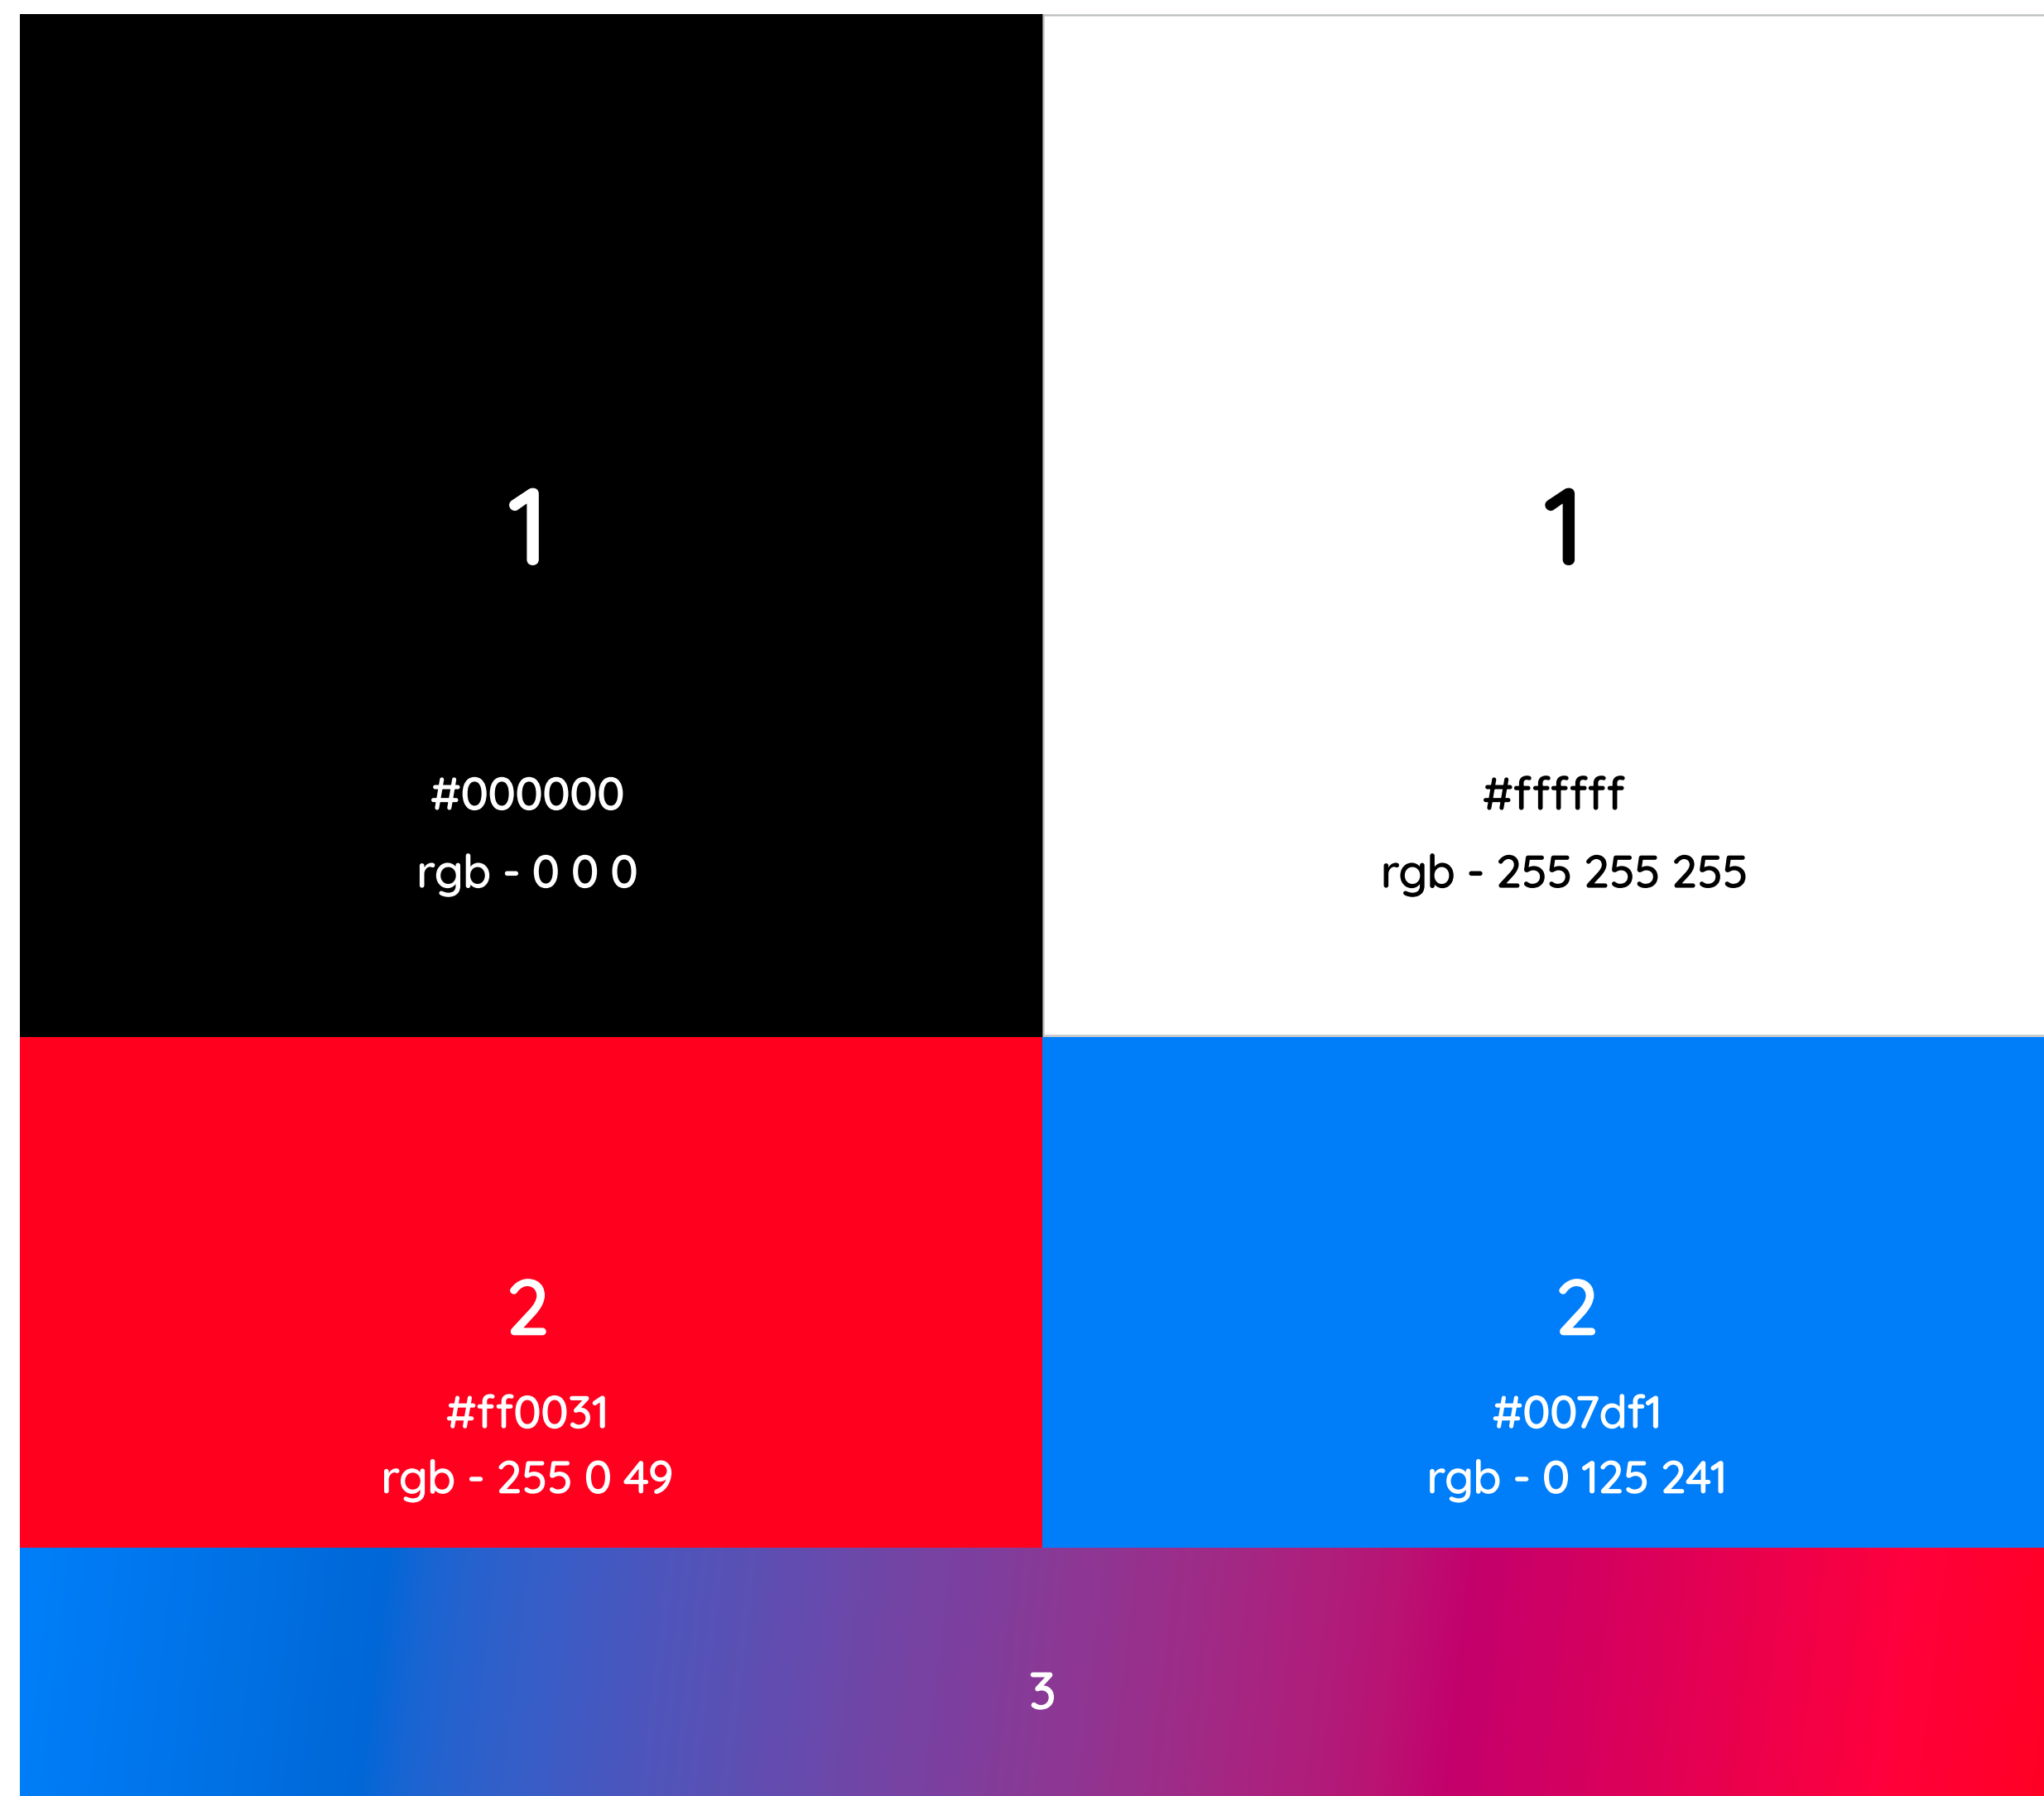 1
#000000
rgb - 0 0 0
1
#ffffff
rgb - 255 255 255
2
#ff0031
rgb - 255 0 49
2
#007df1
rgb - 0 125 241
3